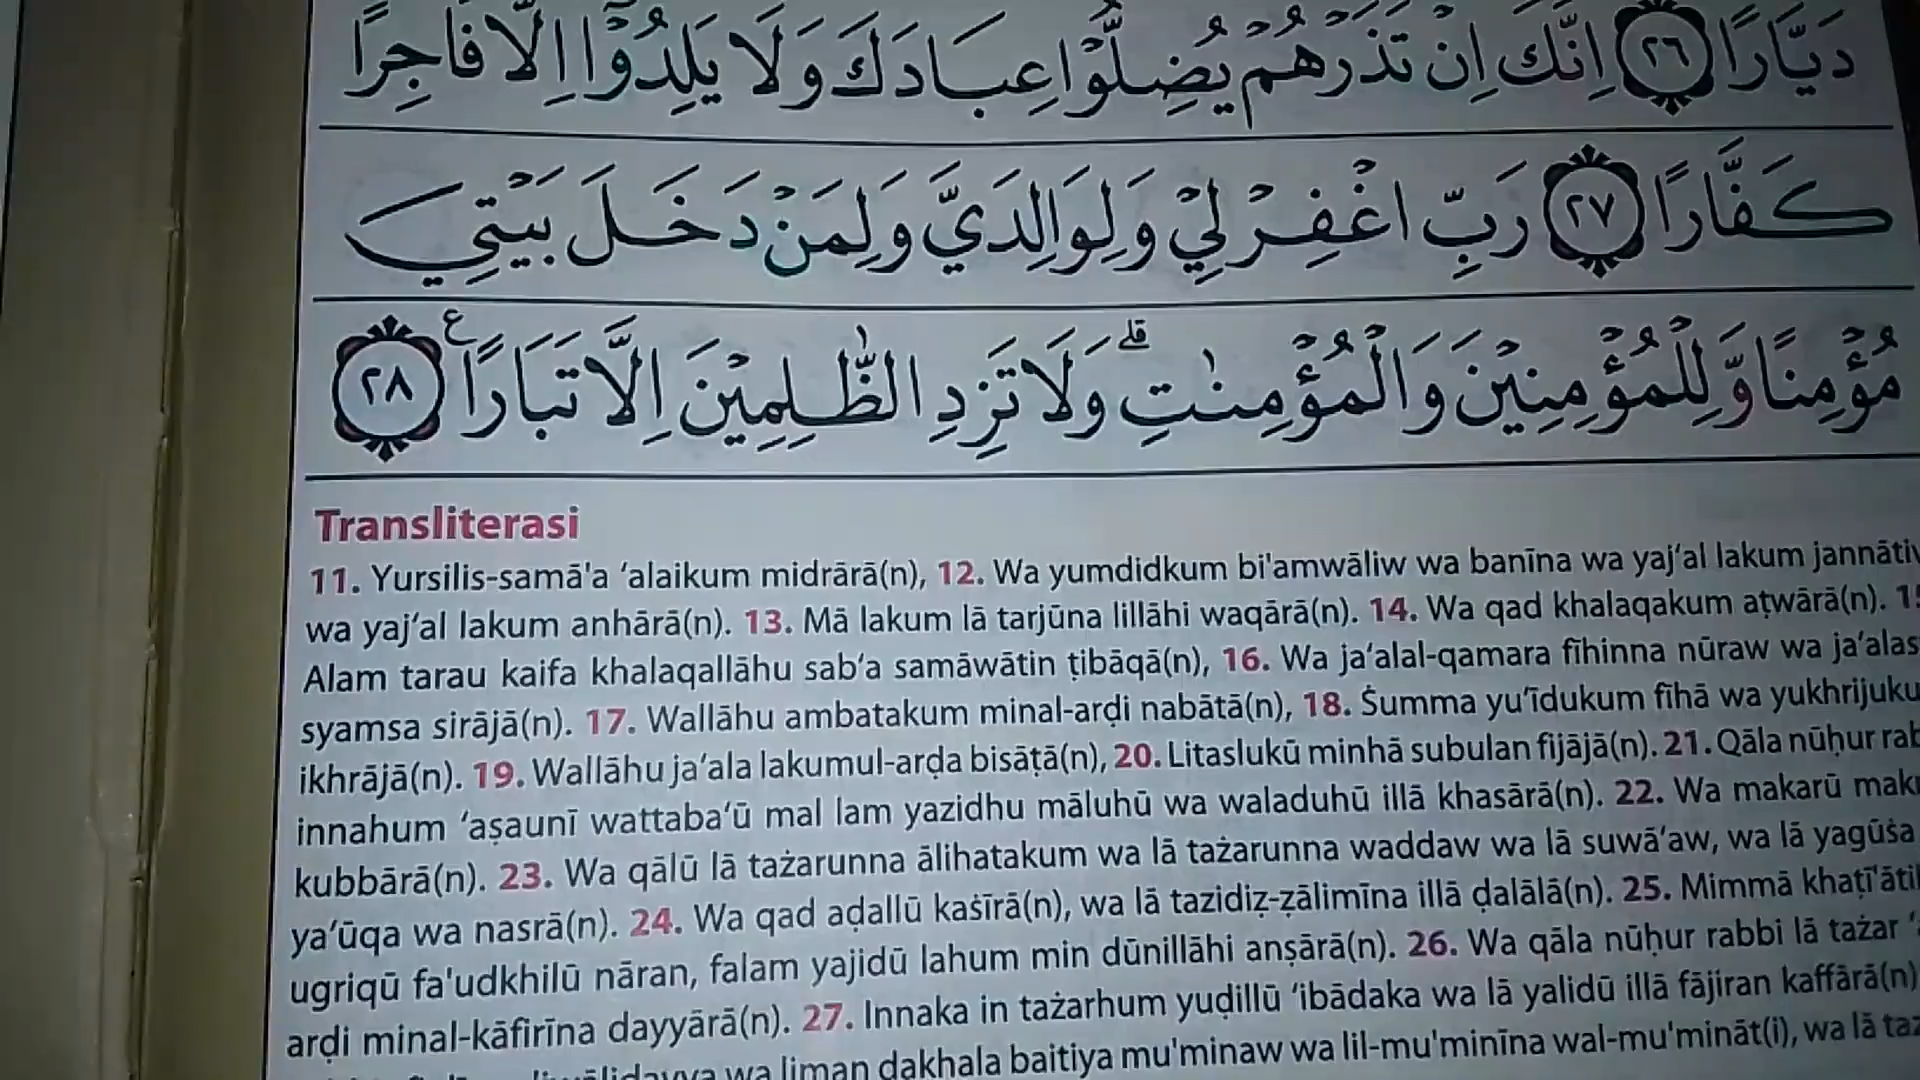 دَيَّارًا ۝٢٦ اِنَّكَ اِنْ تَذَرْهُمْ يُضِلُّوْا عِبَادَكَ وَلَا يَلِدُوْٓا اِلَّا فَاجِرًا
كَفَّارًا ۝٢٧ رَبِّ اغْفِرْ لِيْ وَلِوَالِدَيَّ وَلِمَنْ دَخَلَ بَيْتِيَ
مُؤْمِنًا وَّلِلْمُؤْمِنِيْنَ وَالْمُؤْمِنٰتِۗ وَلَا تَزِدِ الظّٰلِمِيْنَ اِلَّا تَبَارًا ࣖ ۝٢٨
Transliterasi
11. Yursilis-samā'a ‘alaikum midrārā(n), 12. Wa yumdidkum bi'amwāliw wa banīna wa yaj‘al lakum jannātiw
wa yaj‘al lakum anhārā(n). 13. Mā lakum lā tarjūna lillāhi waqārā(n). 14. Wa qad khalaqakum aṭwārā(n).
Alam tarau kaifa khalaqallāhu sab‘a samāwātin ṭibāqā(n), 16. Wa ja‘alal-qamara fīhinna nūraw wa ja‘alas
syamsa sirājā(n). 17. Wallāhu ambatakum minal-arḍi nabātā(n), 18. Ṡumma yu‘īdukum fīhā wa yukhrijuku
ikhrājā(n). 19. Wallāhu ja‘ala lakumul-arḍa bisāṭā(n), 20. Litaslukū minhā subulan fijājā(n). 21. Qāla nūḥur rab
innahum ‘aṣaunī wattaba‘ū mal lam yazidhu māluhū wa waladuhū illā khasārā(n). 22. Wa makarū mak
kubbārā(n). 23. Wa qālū lā tażarunna ālihatakum wa lā tażarunna waddaw wa lā suwā‘aw, wa lā yagūṡa
ya‘ūqa wa nasrā(n). 24. Wa qad aḍallū kaṡīrā(n), wa lā tazidiẓ-ẓālimīna illā ḍalālā(n). 25. Mimmā khaṭī'āti
ugriqū fa'udkhilū nāran, falam yajidū lahum min dūnillāhi anṣārā(n). 26. Wa qāla nūḥur rabbi lā tażar
arḍi minal-kāfirīna dayyārā(n). 27. Innaka in tażarhum yuḍillū ‘ibādaka wa lā yalidū illā fājiran kaffārā(n)
wa liman dakhala baitiya mu'minaw wa lil-mu'minīna wal-mu'mināt(i), wa lā taz